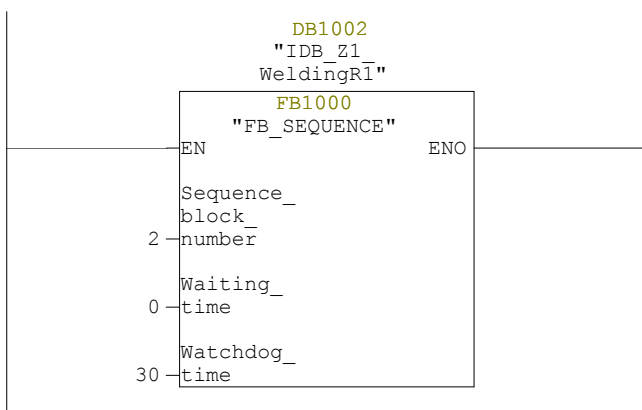 DB1002
"IDB_Z1_
WeldingR1"
FB1000
"FB_SEQUENCE"
EN ENO
Sequence_
block_
2 number
Waiting_
0 time
Watchdog_
30 time